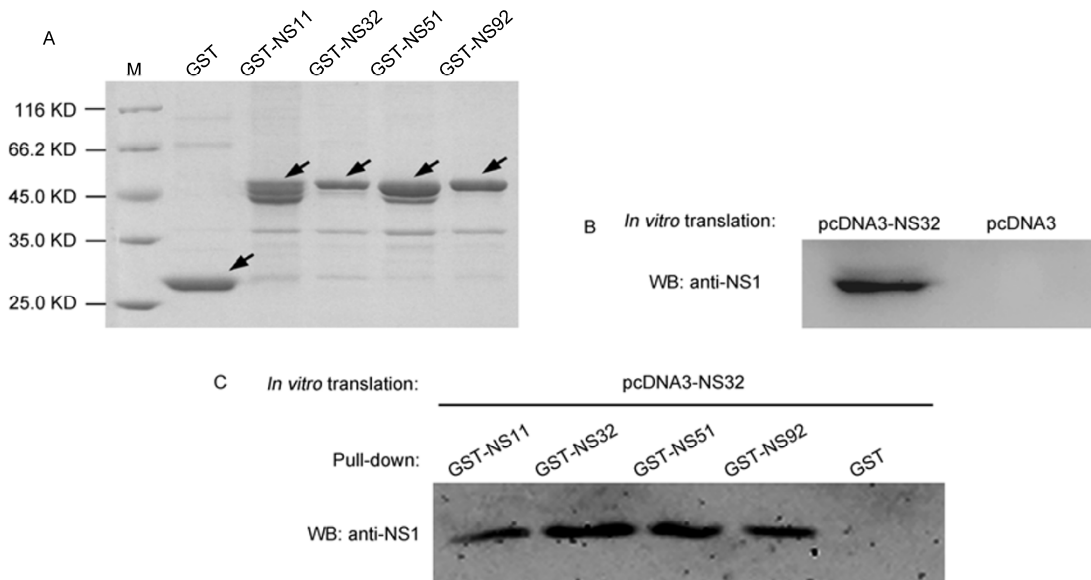 A
M GST GST-NS11 GST-NS32 GST-NS51 GST-NS92
116 KD
66.2 KD
45.0 KD
35.0 KD
25.0 KD
B In vitro translation: pcDNA3-NS32 pcDNA3
WB: anti-NS1
C In vitro translation: pcDNA3-NS32
Pull-down: GST-NS11 GST-NS32 GST-NS51 GST-NS92 GST
WB: anti-NS1